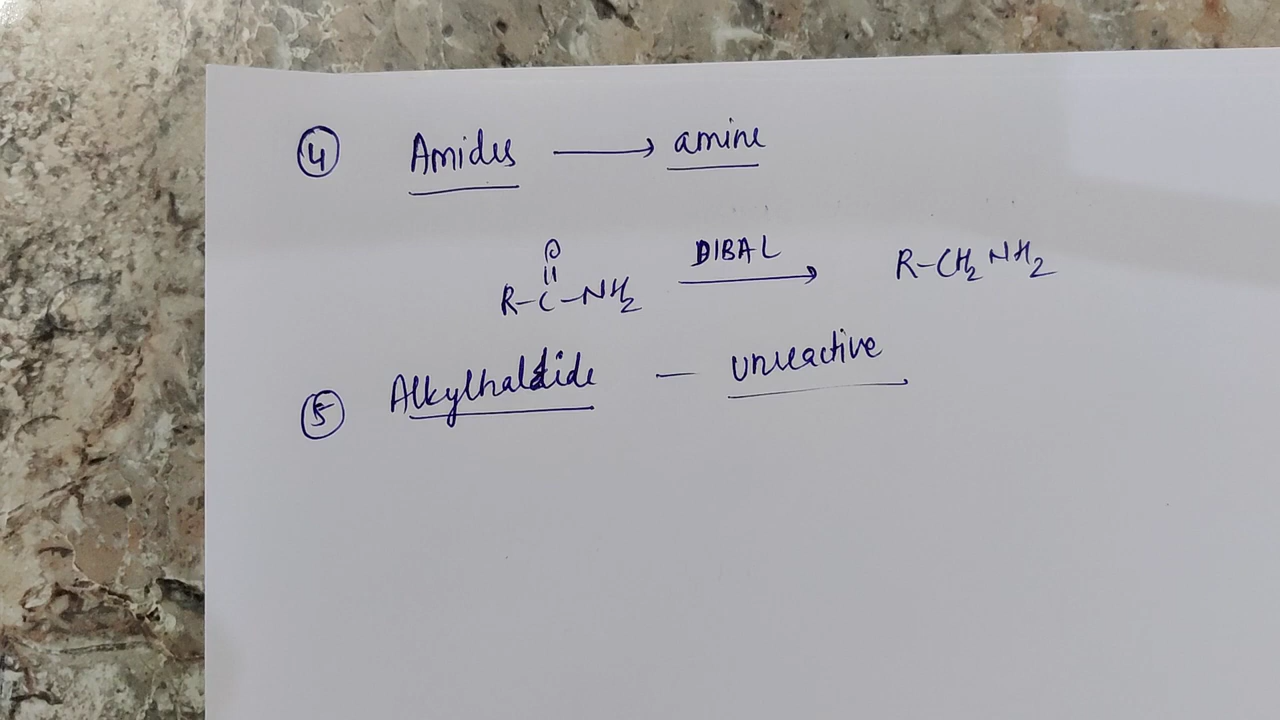 ④ Amides ⟶ amine
O
||
R-C-NH₂ DIBAL ⟶ R-CH₂NH₂
⑤ Alkylhalide — unreactive